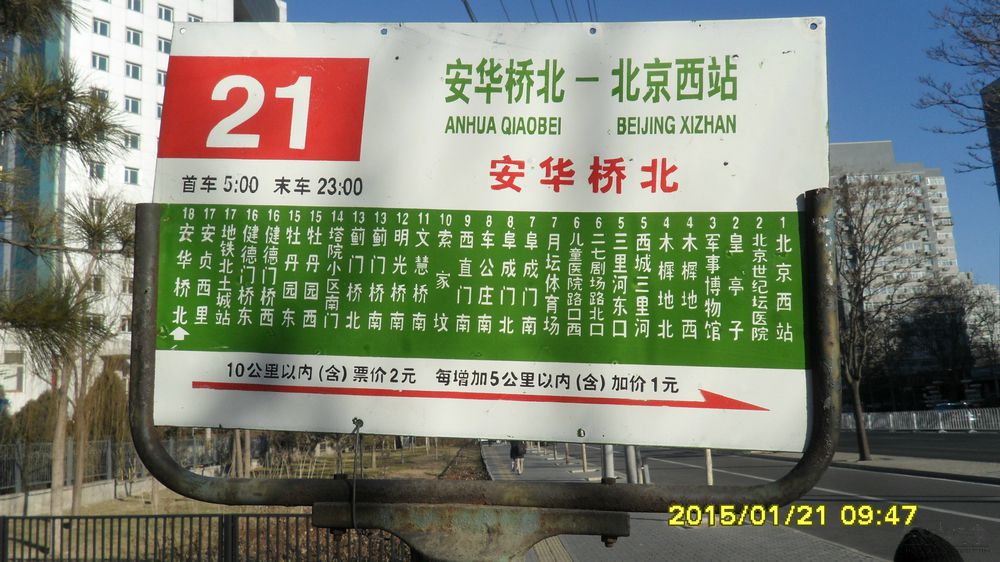 21
安华桥北 — 北京西站
ANHUA QIAOBEI BEIJING XIZHAN
安华桥北
首车 5:00 末车 23:00
18 安华桥北
17 安贞西里
17 地铁北土城站
16 健德门桥东
16 健德门桥西
15 牡丹园东
15 牡丹园西
14 塔院小区南门
13 蓟门桥北
13 蓟门桥南
12 明光桥南
11 文慧桥南
10 索家坟
9 西直门南
8 车公庄南
8 阜成门北
7 阜成门南
7 月坛体育场
6 儿童医院路口西
6 二七剧场路北口
5 三里河东口
5 西城三里河
4 木樨地北
4 木樨地西
3 军事博物馆
2 皇亭子
2 北京世纪坛医院
1 北京西站
10公里以内(含)票价2元 每增加5公里以内(含)加价1元
2015/01/21 09:47